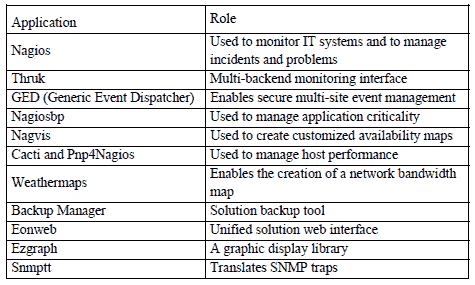 Application Role
Nagios Used to monitor IT systems and to manage
incidents and problems
Thruk Multi-backend monitoring interface
GED (Generic Event Dispatcher) Enables secure multi-site event management
Nagiosbp Used to manage application criticality
Nagvis Used to create customized availability maps
Cacti and Pnp4Nagios Used to manage host performance
Weathermaps Enables the creation of a network bandwidth
map
Backup Manager Solution backup tool
Eonweb Unified solution web interface
Ezgraph A graphic display library
Snmptt Translates SNMP traps